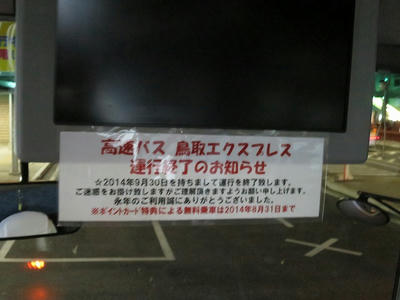 高速バス 鳥取エクスプレス
運行終了のお知らせ
☆2014年9月30日を持ちまして運行を終了致します。
ご迷惑をお掛け致しますがご理解頂きますようお願い申し上げます。
永年のご利用誠にありがとうございました。
※ポイントカード特典による無料乗車は2014年8月31日まで